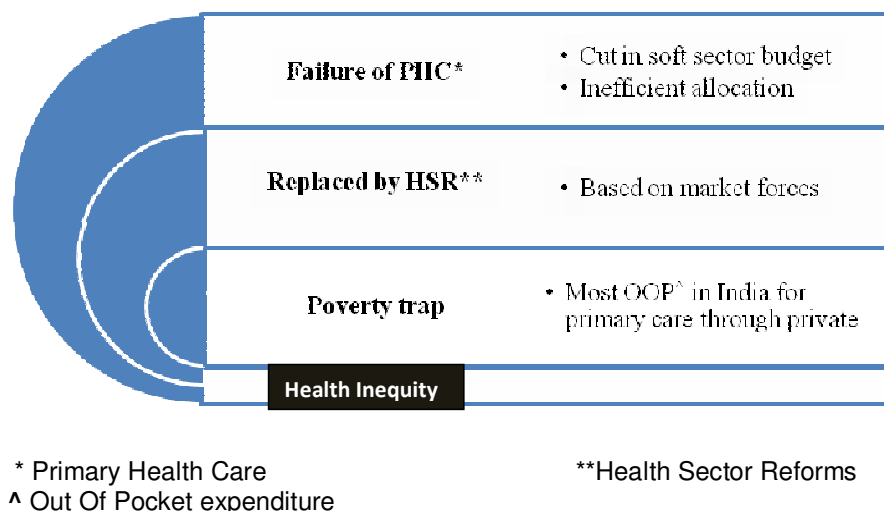 Failure of PHC*
• Cut in soft sector budget
• Inefficient allocation
Replaced by HSR**
• Based on market forces
Poverty trap
• Most OOP^ in India for
primary care through private
Health Inequity
* Primary Health Care
**Health Sector Reforms
^ Out Of Pocket expenditure